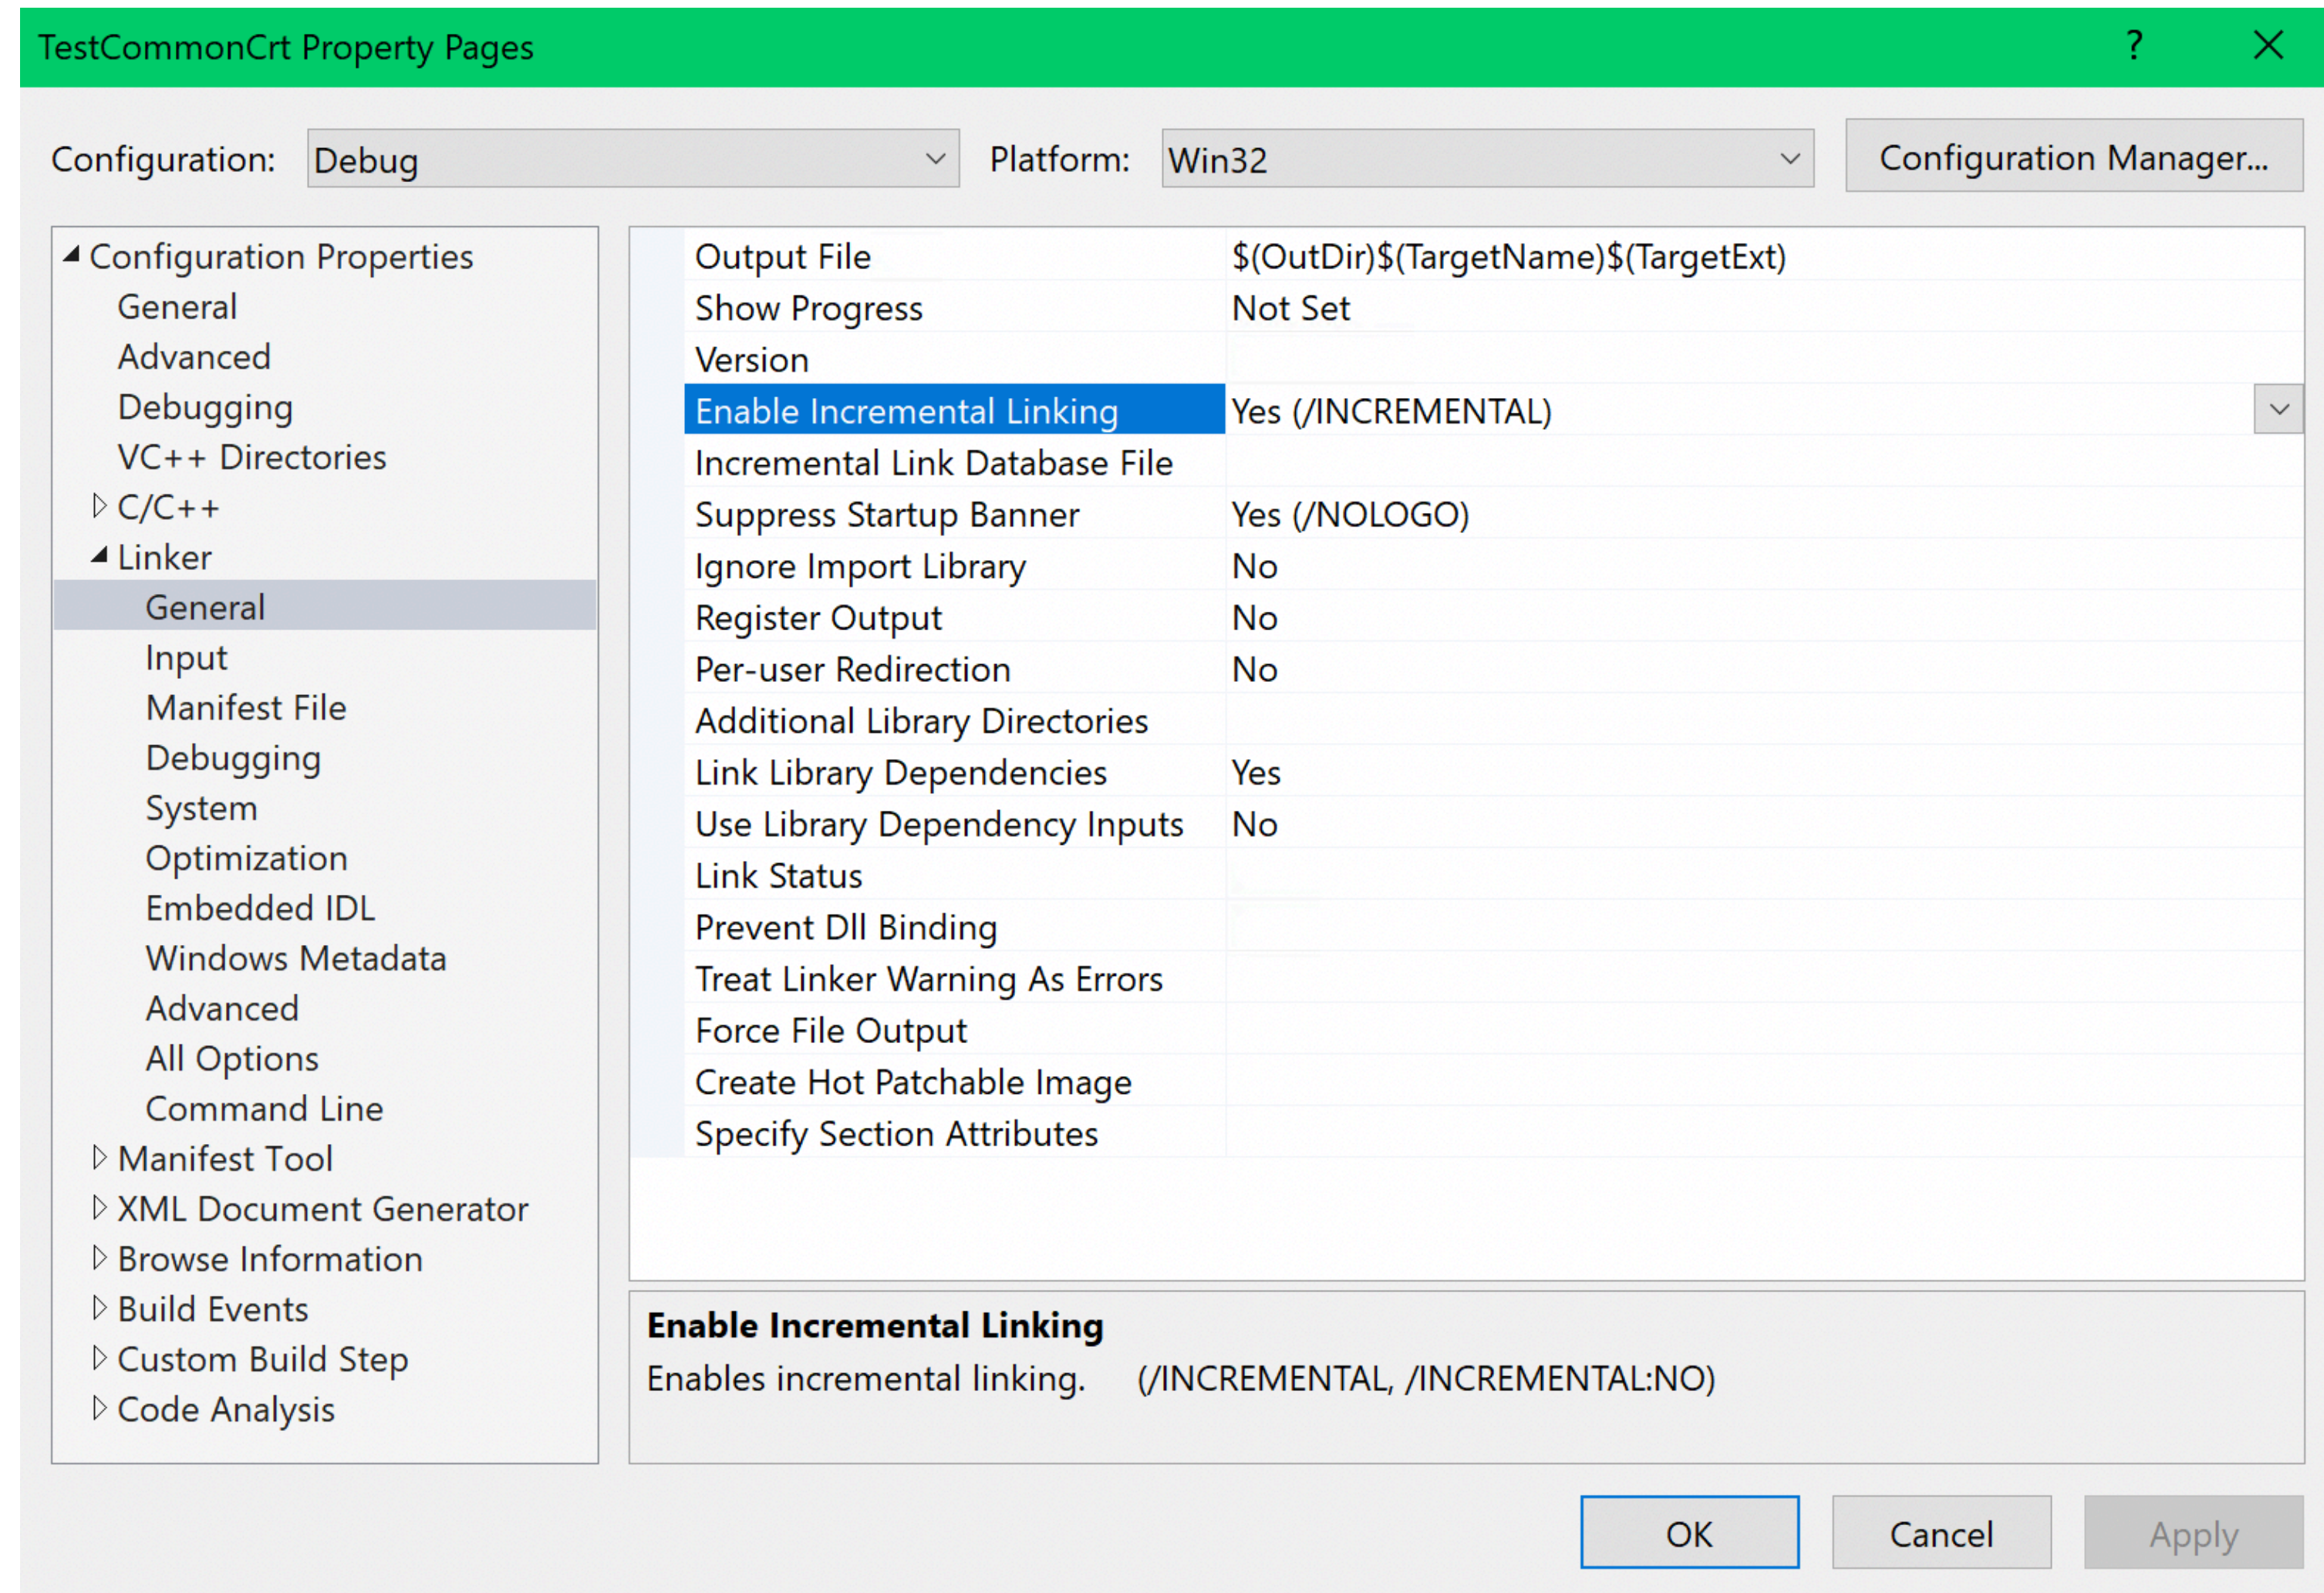 TestCommonCrt Property Pages ?
Configuration: Debug Platform: Win32 Configuration Manager...
Configuration Properties
General
Advanced
Debugging
VC++ Directories
C/C++
Linker
General
Input
Manifest File
Debugging
System
Optimization
Embedded IDL
Windows Metadata
Advanced
All Options
Command Line
Manifest Tool
XML Document Generator
Browse Information
Build Events
Custom Build Step
Code Analysis
Output File $(OutDir)$(TargetName)$(TargetExt)
Show Progress Not Set
Version
Enable Incremental Linking Yes (/INCREMENTAL)
Incremental Link Database File
Suppress Startup Banner Yes (/NOLOGO)
Ignore Import Library No
Register Output No
Per-user Redirection No
Additional Library Directories
Link Library Dependencies Yes
Use Library Dependency Inputs No
Link Status
Prevent Dll Binding
Treat Linker Warning As Errors
Force File Output
Create Hot Patchable Image
Specify Section Attributes
Enable Incremental Linking
Enables incremental linking. (/INCREMENTAL, /INCREMENTAL:NO)
OK Cancel Apply